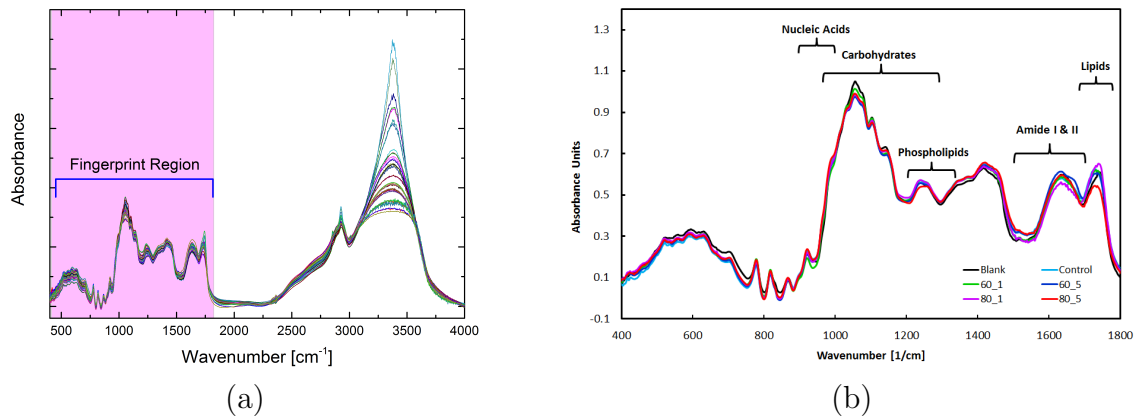 Absorbance
Fingerprint Region
500 1000 1500 2000 2500 3000 3500 4000
Wavenumber [cm⁻¹]
(a)
Absorbance Units
1.3
1.1
0.9
0.7
0.5
0.3
0.1
-0.1
Nucleic Acids
Carbohydrates
Lipids
Amide I & II
Phospholipids
Blank Control
60_1 60_5
80_1 80_5
400 600 800 1000 1200 1400 1600 1800
Wavenumber [1/cm]
(b)